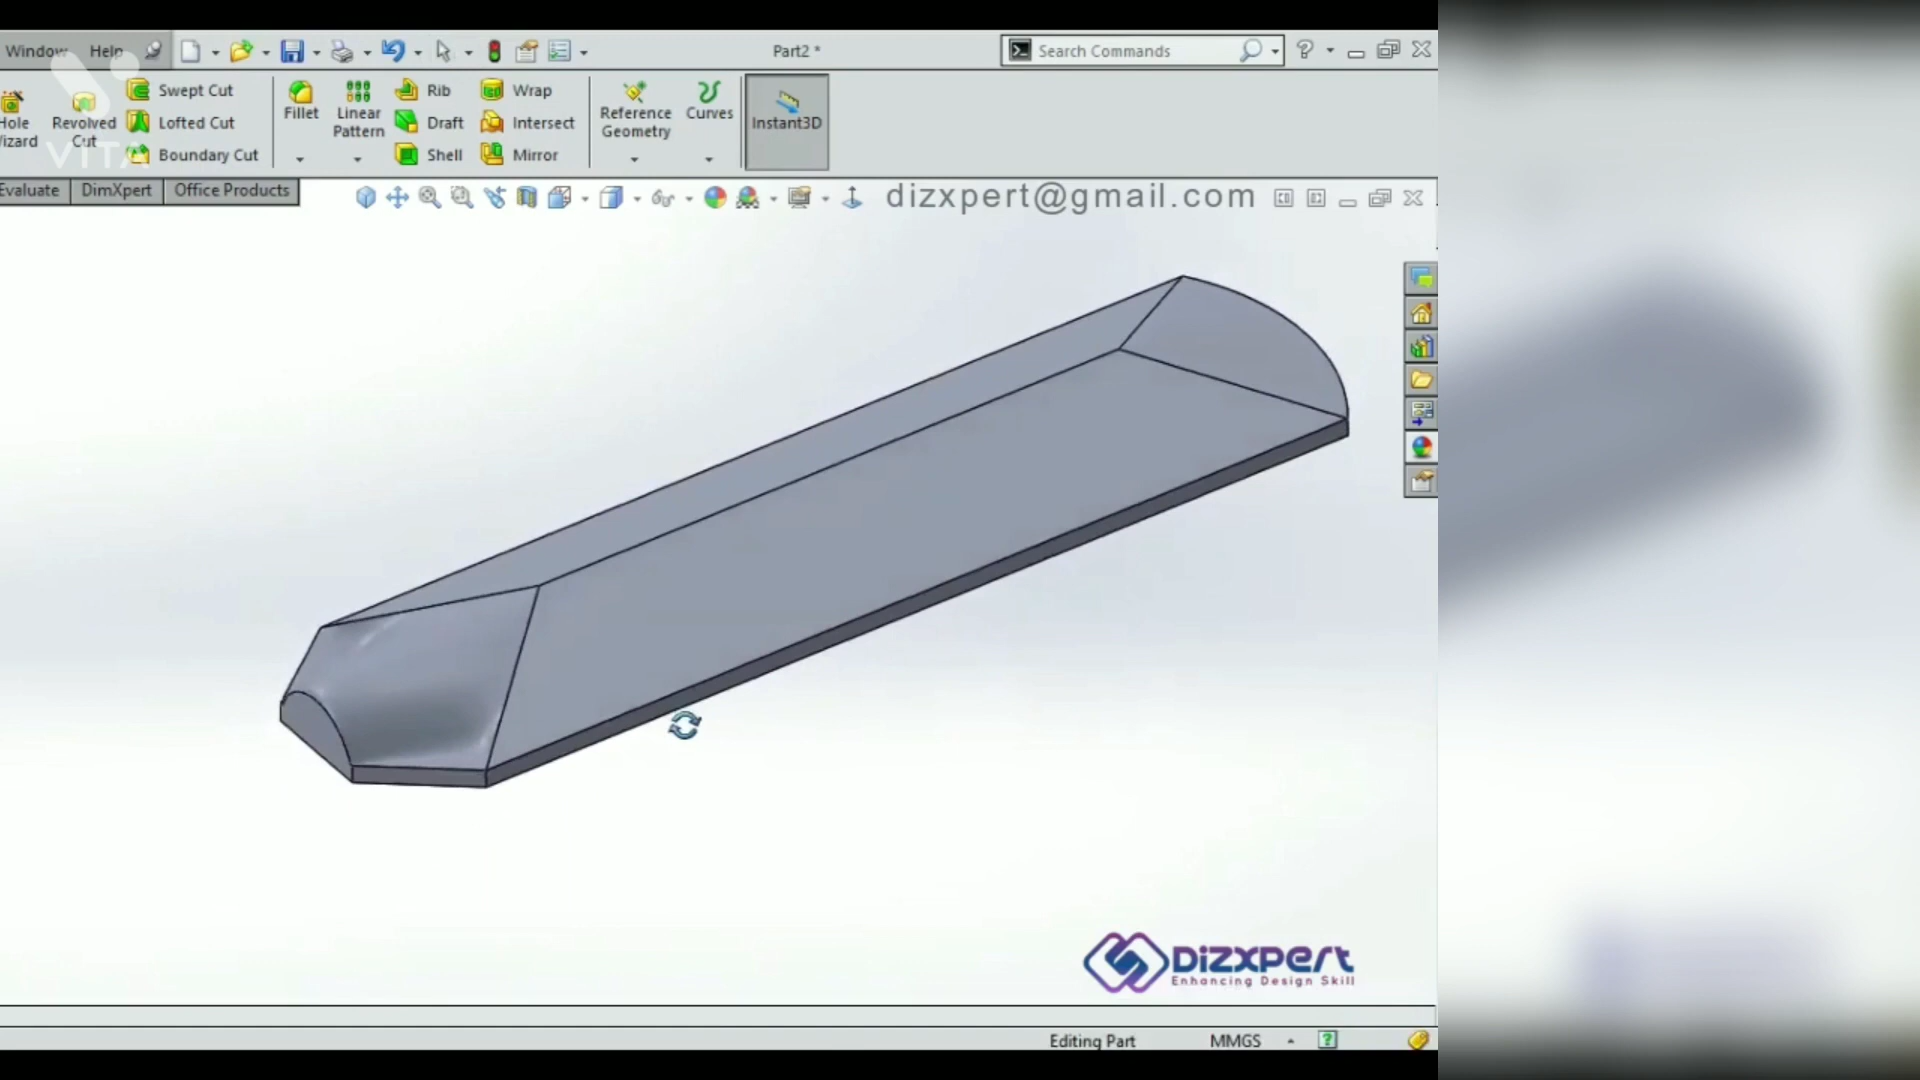 Window Help
Part2 *
Search Commands
Hole
Wizard
Revolved
Cut
Swept Cut
Lofted Cut
Boundary Cut
Fillet
Linear
Pattern
Rib
Draft
Shell
Wrap
Intersect
Mirror
Reference
Geometry
Curves
Instant3D
VITA
Evaluate DimXpert Office Products
dizxpert@gmail.com
DizXpert
Enhancing Design Skill
Editing Part MMGS